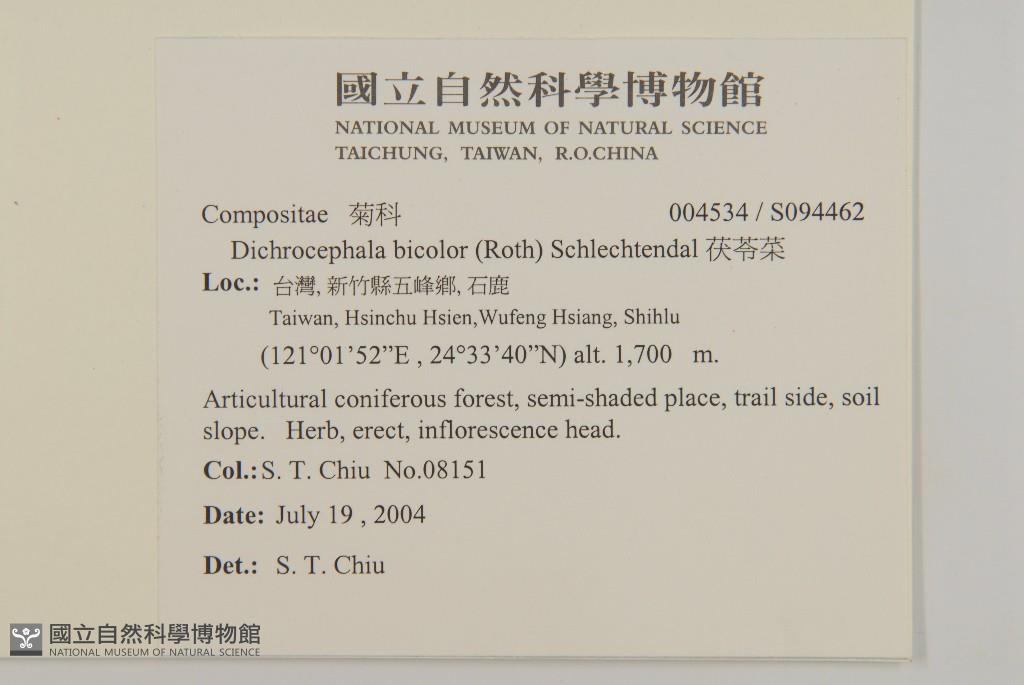 國立自然科學博物館
NATIONAL MUSEUM OF NATURAL SCIENCE
TAICHUNG, TAIWAN, R.O.CHINA
Compositae 菊科 004534 / S094462
Dichrocephala bicolor (Roth) Schlechtendal 茯苓菜
Loc.: 台灣, 新竹縣五峰鄉, 石鹿
Taiwan, Hsinchu Hsien,Wufeng Hsiang, Shihlu
(121°01’52”E , 24°33’40”N) alt. 1,700 m.
Articultural coniferous forest, semi-shaded place, trail side, soil
slope. Herb, erect, inflorescence head.
Col.: S. T. Chiu No.08151
Date: July 19 , 2004
Det.: S. T. Chiu
國立自然科學博物館
NATIONAL MUSEUM OF NATURAL SCIENCE